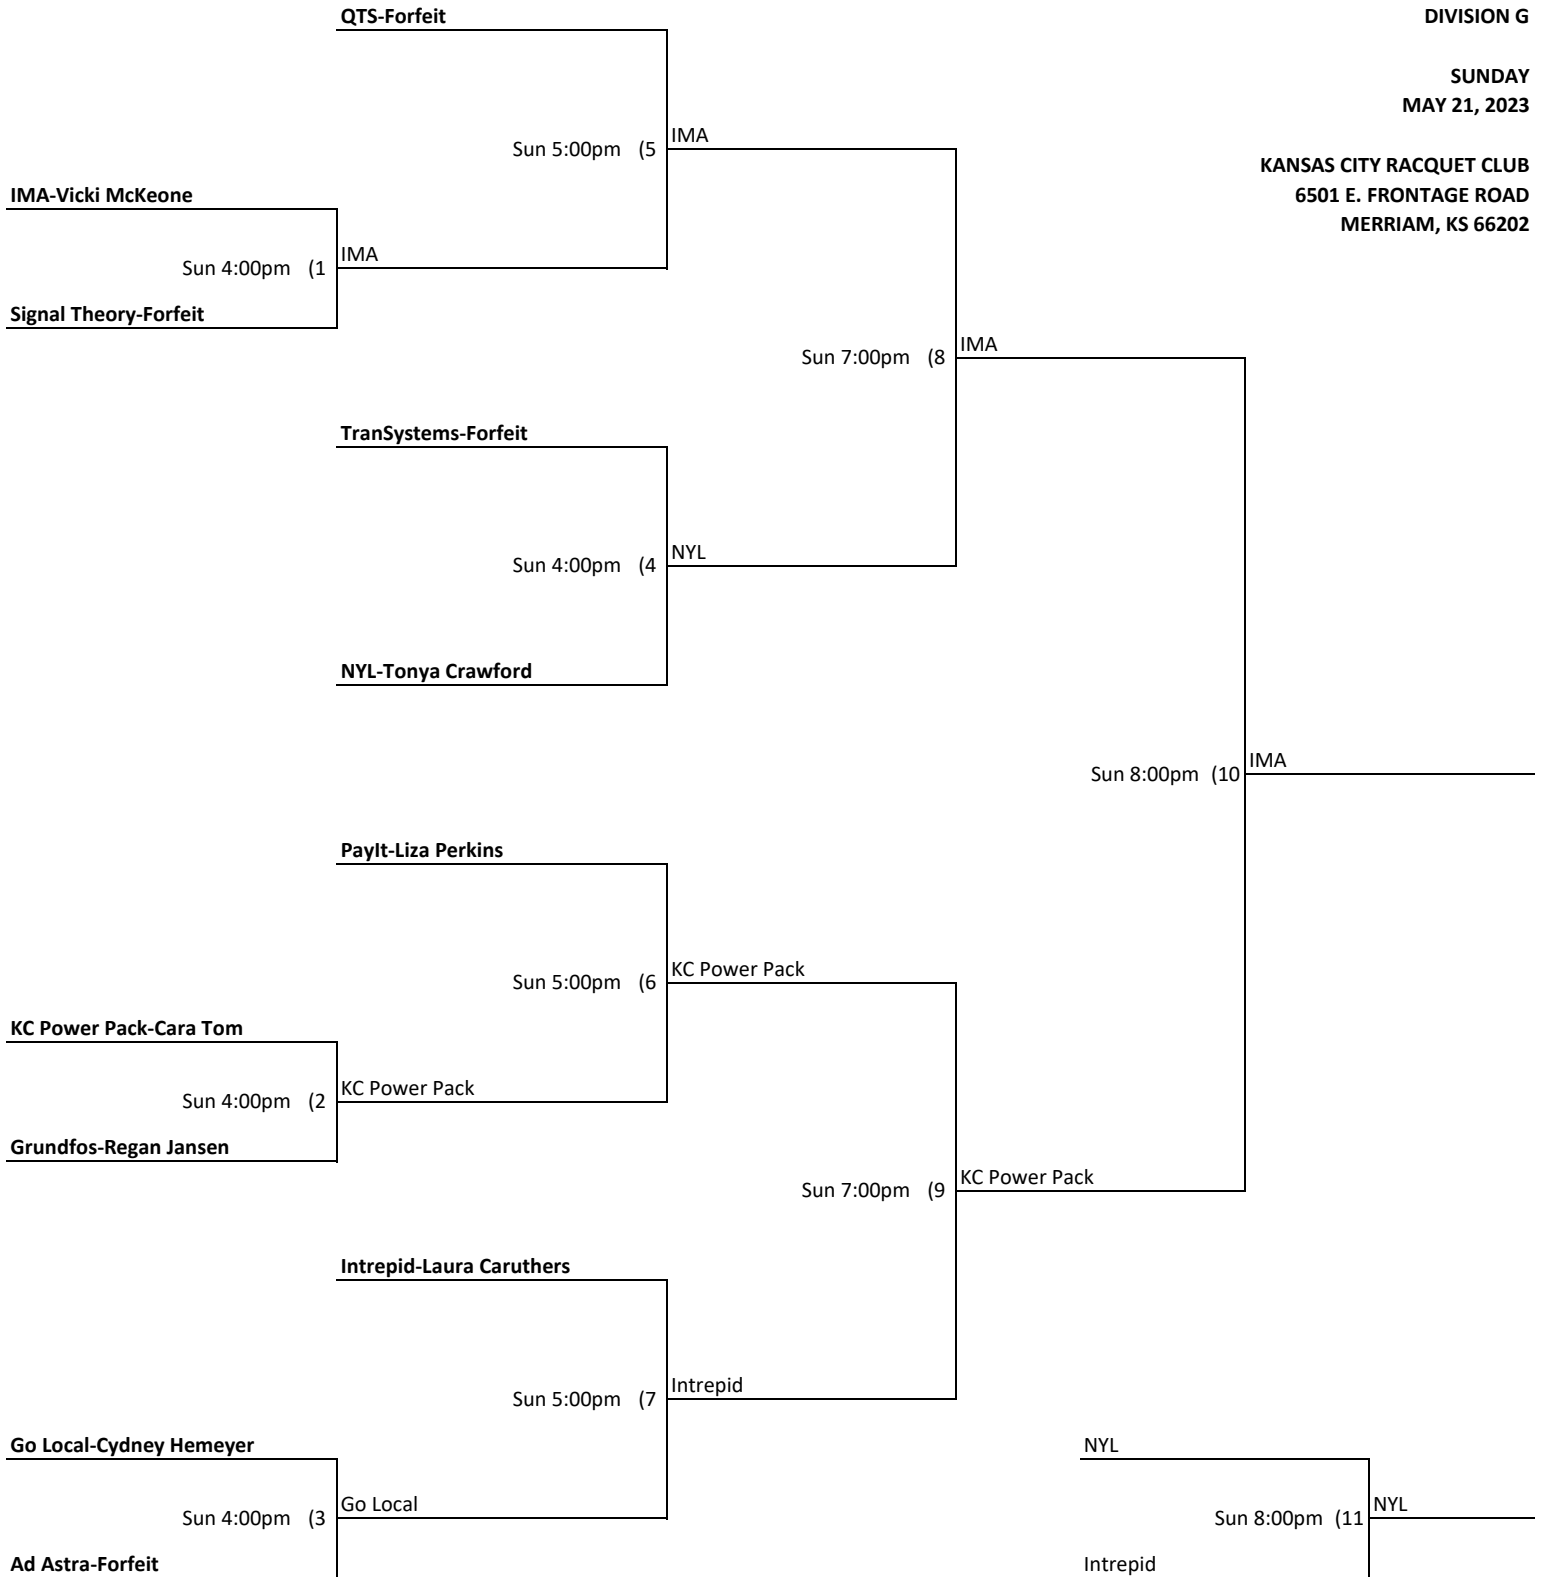 QTS-Forfeit
DIVISION G
SUNDAY
MAY 21, 2023
Sun 5:00pm (5
IMA
KANSAS CITY RACQUET CLUB
IMA-Vicki McKeone
6501 E. FRONTAGE ROAD
MERRIAM, KS 66202
Sun 4:00pm (1
IMA
Signal Theory-Forfeit
Sun 7:00pm (8
IMA
TranSystems-Forfeit
Sun 4:00pm (4
NYL
NYL-Tonya Crawford
Sun 8:00pm (10
IMA
PayIt-Liza Perkins
Sun 5:00pm (6
KC Power Pack
KC Power Pack-Cara Tom
Sun 4:00pm (2
KC Power Pack
Grundfos-Regan Jansen
Sun 7:00pm (9
KC Power Pack
Intrepid-Laura Caruthers
Sun 5:00pm (7
Intrepid
Go Local-Cydney Hemeyer
NYL
Sun 4:00pm (3
Go Local
Sun 8:00pm (11
NYL
Ad Astra-Forfeit
Intrepid